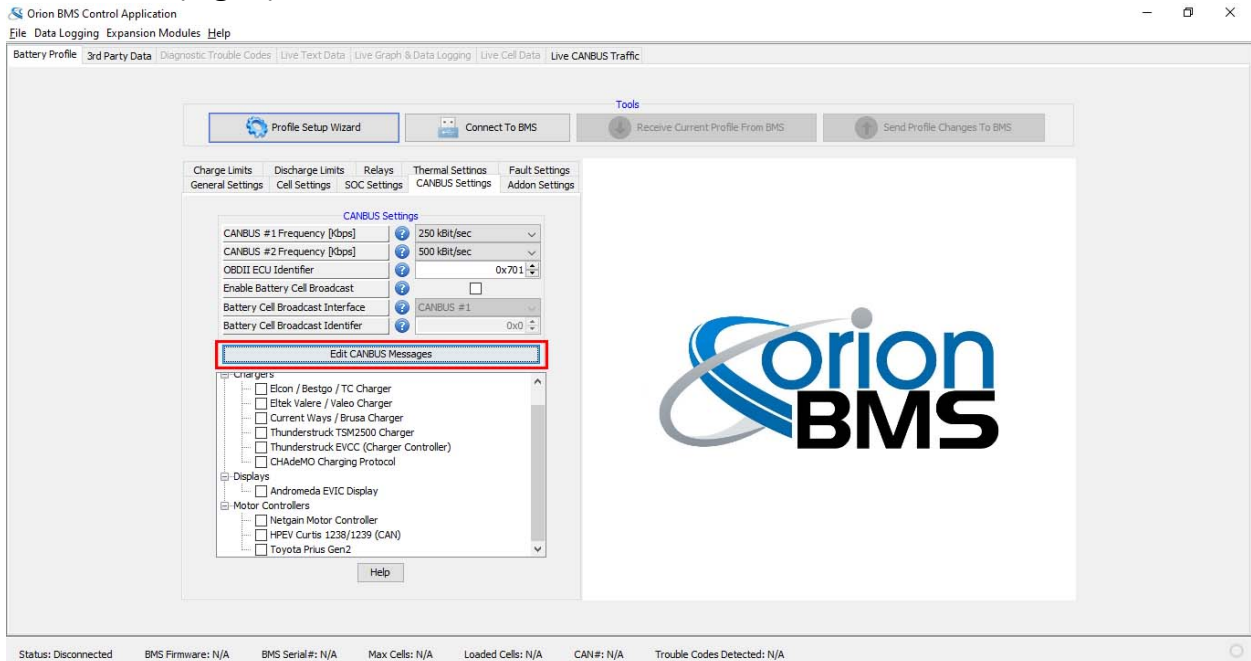 Orion BMS Control Application
File Data Logging Expansion Modules Help
Battery Profile 3rd Party Data Diagnostic Trouble Codes Live Text Data Live Graph & Data Logging Live Cell Data Live CANBUS Traffic
Tools
Profile Setup Wizard Connect To BMS Receive Current Profile From BMS Send Profile Changes To BMS
Charge Limits Discharge Limits Relays Thermal Settings Fault Settings
General Settings Cell Settings SOC Settings CANBUS Settings Addon Settings
CANBUS Settings
CANBUS #1 Frequency [Kbps] 250 kBit/sec
CANBUS #2 Frequency [Kbps] 500 kBit/sec
OBDII ECU Identifier 0x701
Enable Battery Cell Broadcast
Battery Cell Broadcast Interface CANBUS #1
Battery Cell Broadcast Identifer 0x0
Edit CANBUS Messages
Chargers
Elcon / Bestgo / TC Charger
Eltek Valere / Valeo Charger
Current Ways / Brusa Charger
Thunderstruck TSM2500 Charger
Thunderstruck EVCC (Charger Controller)
CHAdeMO Charging Protocol
Displays
Andromeda EVIC Display
Motor Controllers
Netgain Motor Controller
HPEV Curtis 1238/1239 (CAN)
Toyota Prius Gen2
Help
orion
BMS
Status: Disconnected BMS Firmware: N/A BMS Serial#: N/A Max Cells: N/A Loaded Cells: N/A CAN#: N/A Trouble Codes Detected: N/A